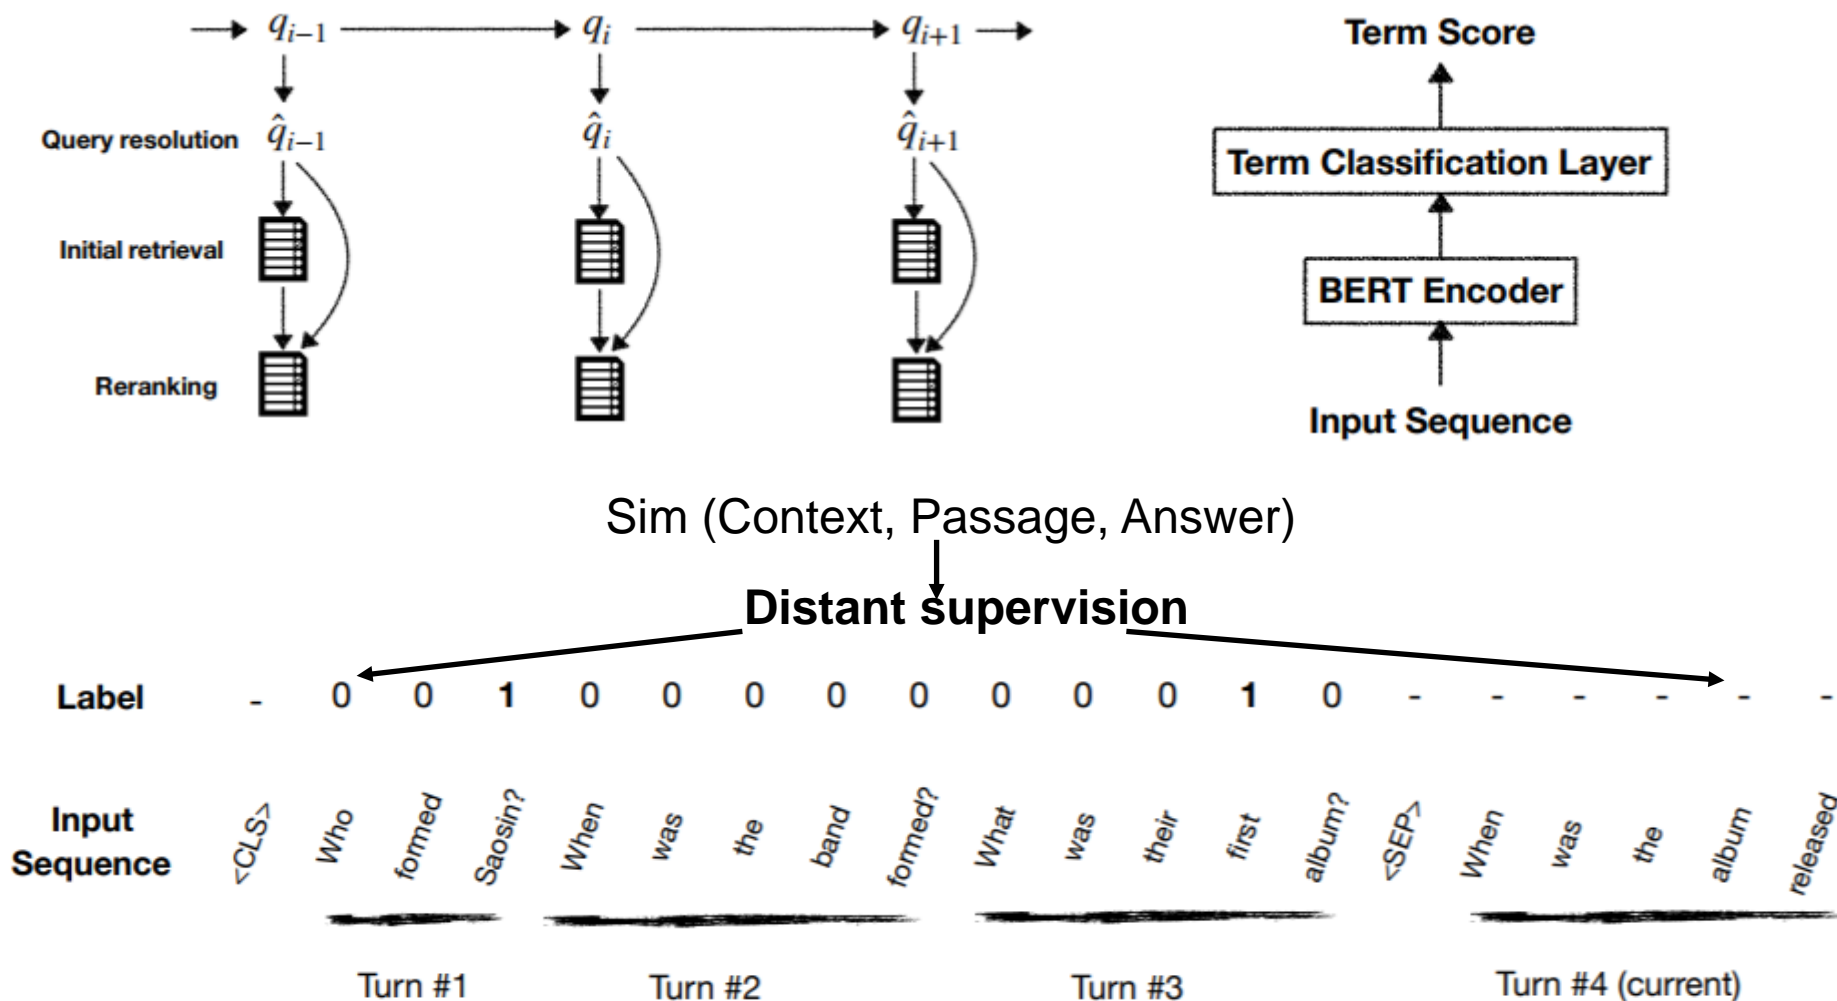 q_{i-1} q_i q_{i+1}
Query resolution q̂_{i-1} q̂_i q̂_{i+1}
Initial retrieval
Reranking
Term Score
Term Classification Layer
BERT Encoder
Input Sequence
Sim (Context, Passage, Answer)
Distant supervision
Label - 0 0 1 0 0 0 0 0 0 0 0 1 0 - - - - - -
Input Sequence <CLS> Who formed Saosin? When was the band formed? What was their first album? <SEP> When was the album released
Turn #1 Turn #2 Turn #3 Turn #4 (current)